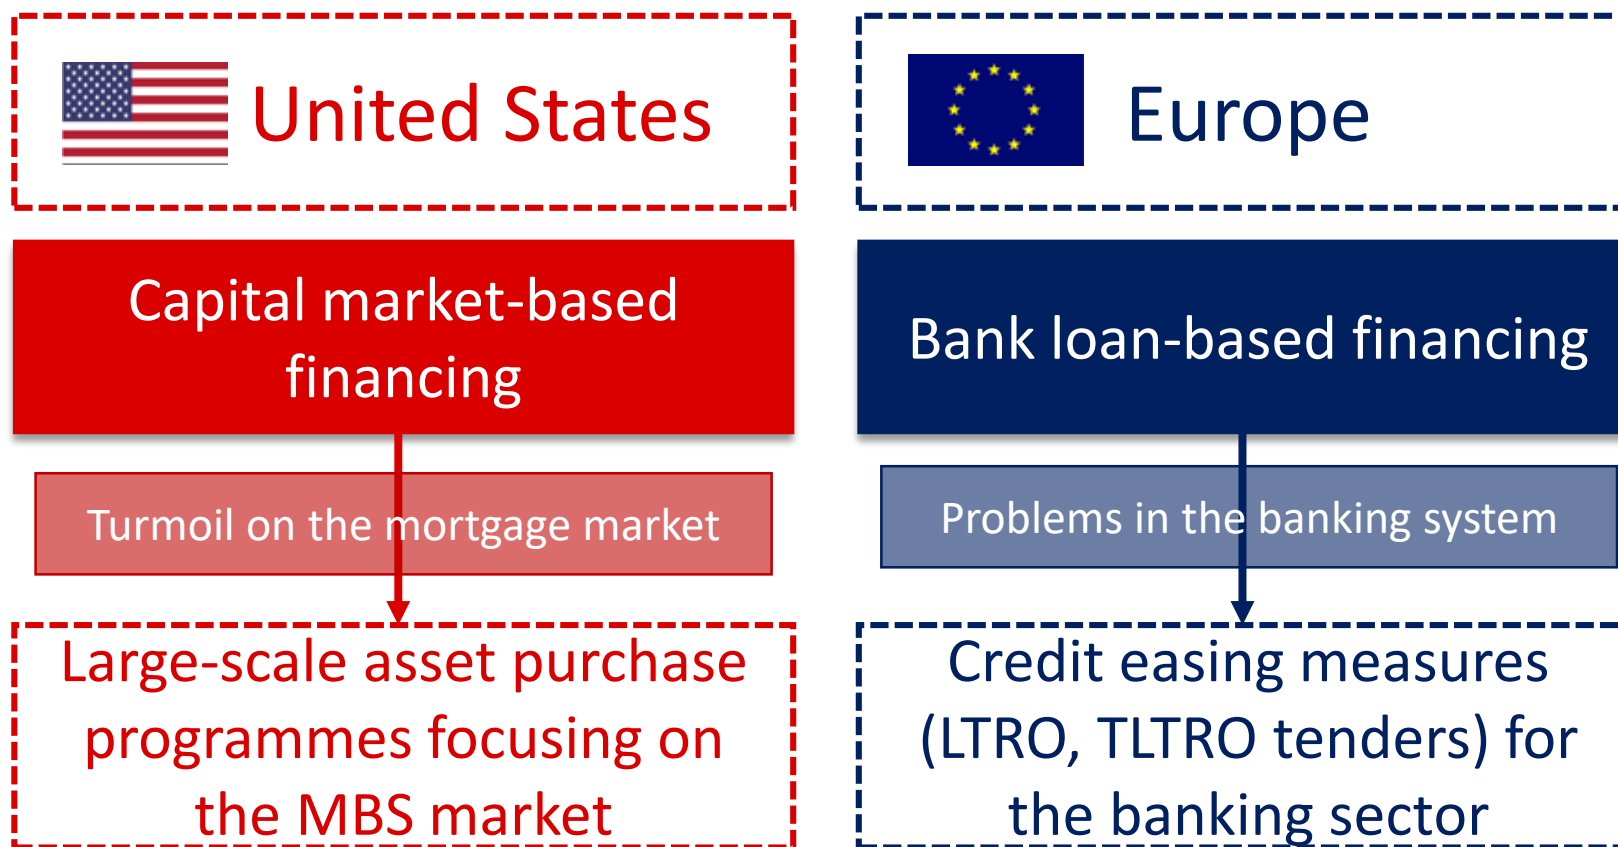 United States
Capital market-based
financing
Turmoil on the mortgage market
Large-scale asset purchase
programmes focusing on
the MBS market
Europe
Bank loan-based financing
Problems in the banking system
Credit easing measures
(LTRO, TLTRO tenders) for
the banking sector